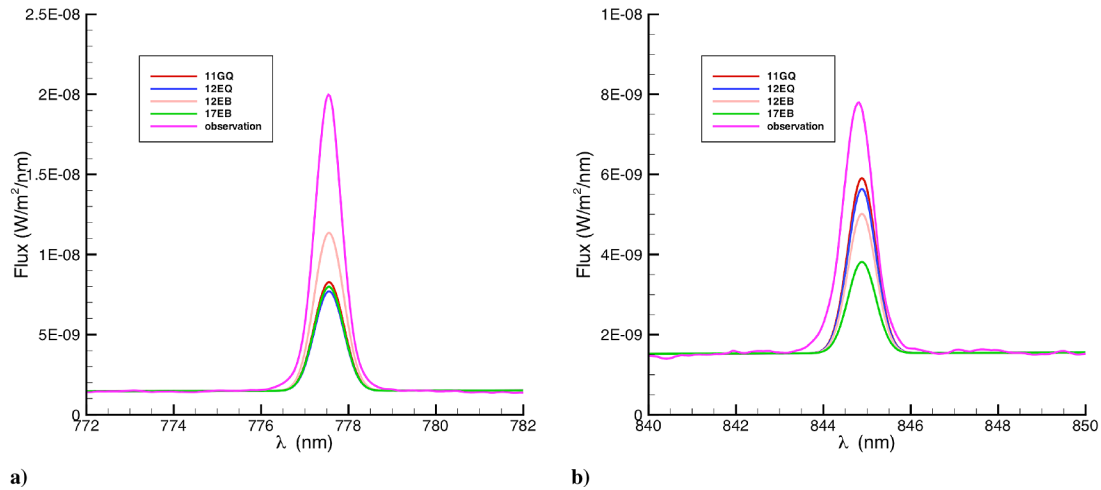 2.5E-08
2E-08
1.5E-08
1E-08
5E-09
0
Flux (W/m²/nm)
11GQ
12EQ
12EB
17EB
observation
772 774 776 778 780 782
λ (nm)
a)
1E-08
8E-09
6E-09
4E-09
2E-09
0
Flux (W/m²/nm)
11GQ
12EQ
12EB
17EB
observation
840 842 844 846 848 850
λ (nm)
b)